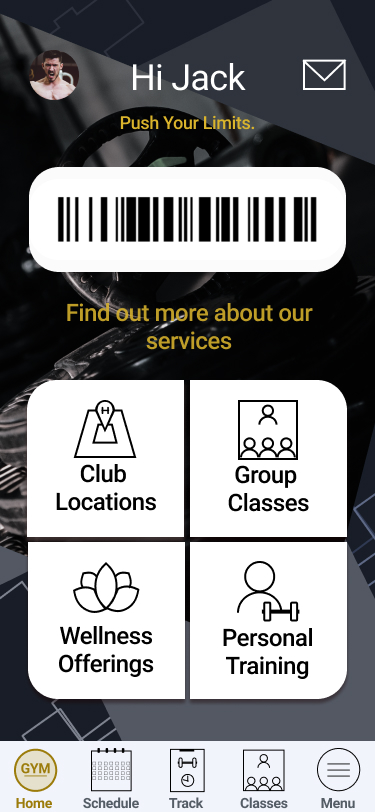 Hi Jack
Push Your Limits.
Find out more about our
services
Club
Locations
Group
Classes
H
Wellness
Offerings
Personal
Training
GYM
Home
Schedule
Track
Classes
Menu